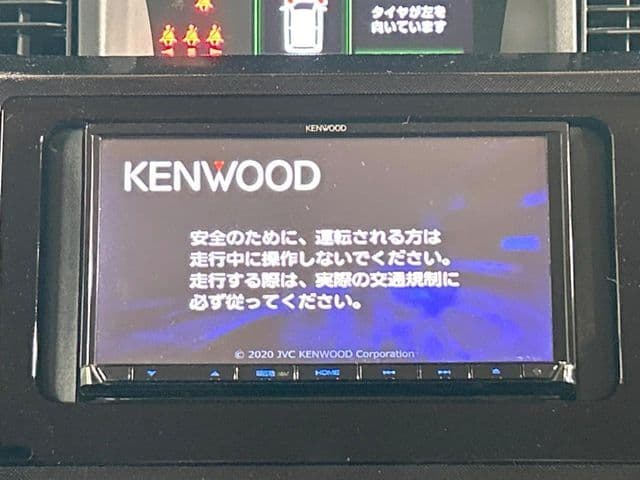 タイヤが左を
向いています
KENWOOD
KENWOOD
安全のために、運転される方は
走行中に操作しないでください。
走行する際は、実際の交通規制に
必ず従ってください。
© 2020 JVC KENWOOD Corporation
HOME